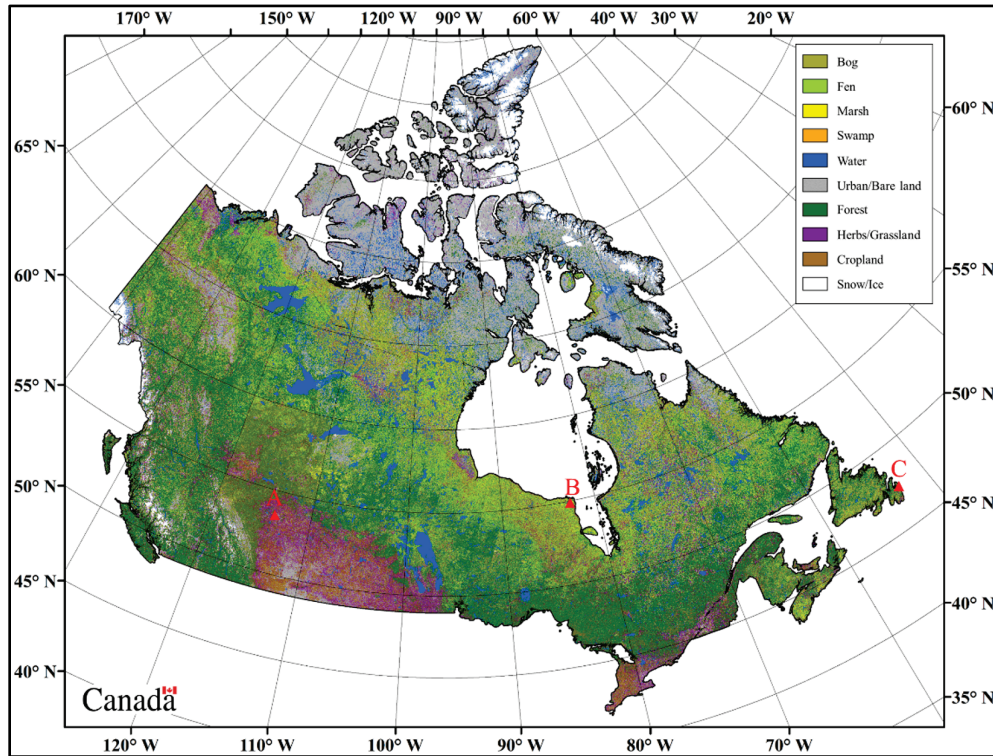 170° W 150° W 120° W 90° W 60° W 40° W 30° W 20° W
Bog
Fen
Marsh
Swamp
Water
Urban/Bare land
Forest
Herbs/Grassland
Cropland
Snow/Ice
65° N
60° N
55° N
50° N
45° N
40° N
60° N
55° N
50° N
45° N
40° N
35° N
A
B
C
Canada
120° W 110° W 100° W 90° W 80° W 70° W